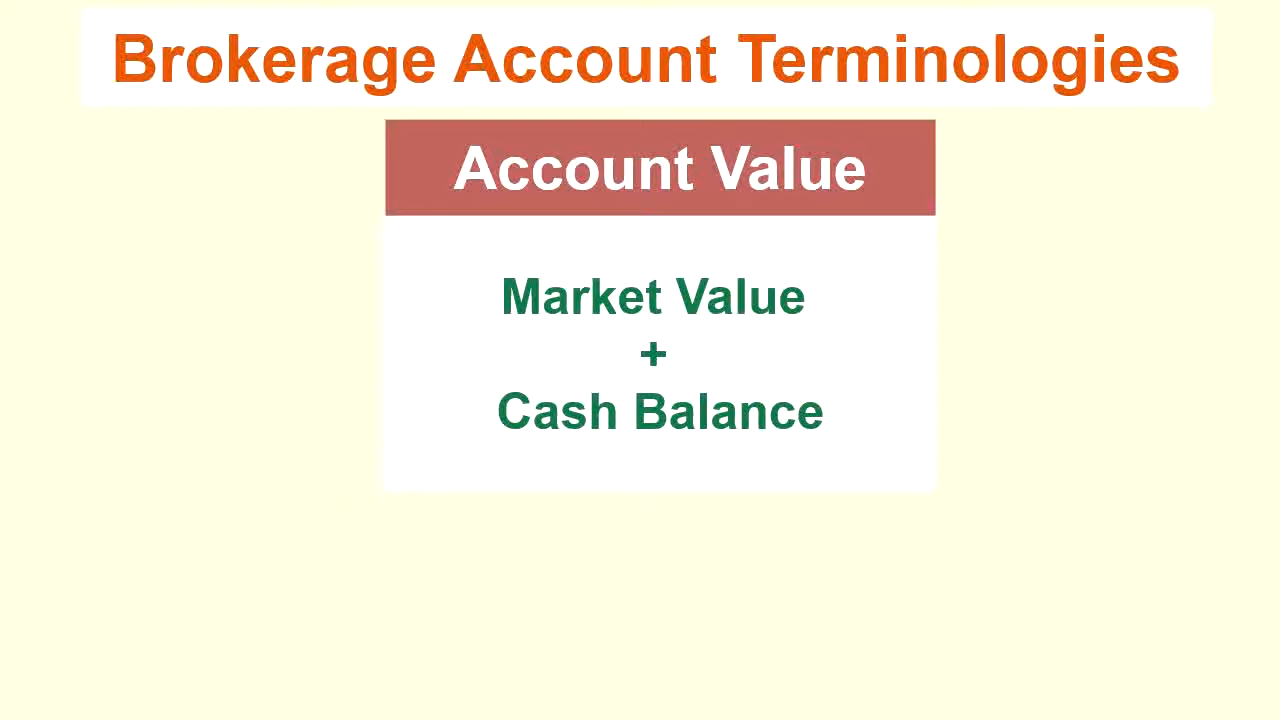 Brokerage Account Terminologies
Account Value
Market Value
+
Cash Balance